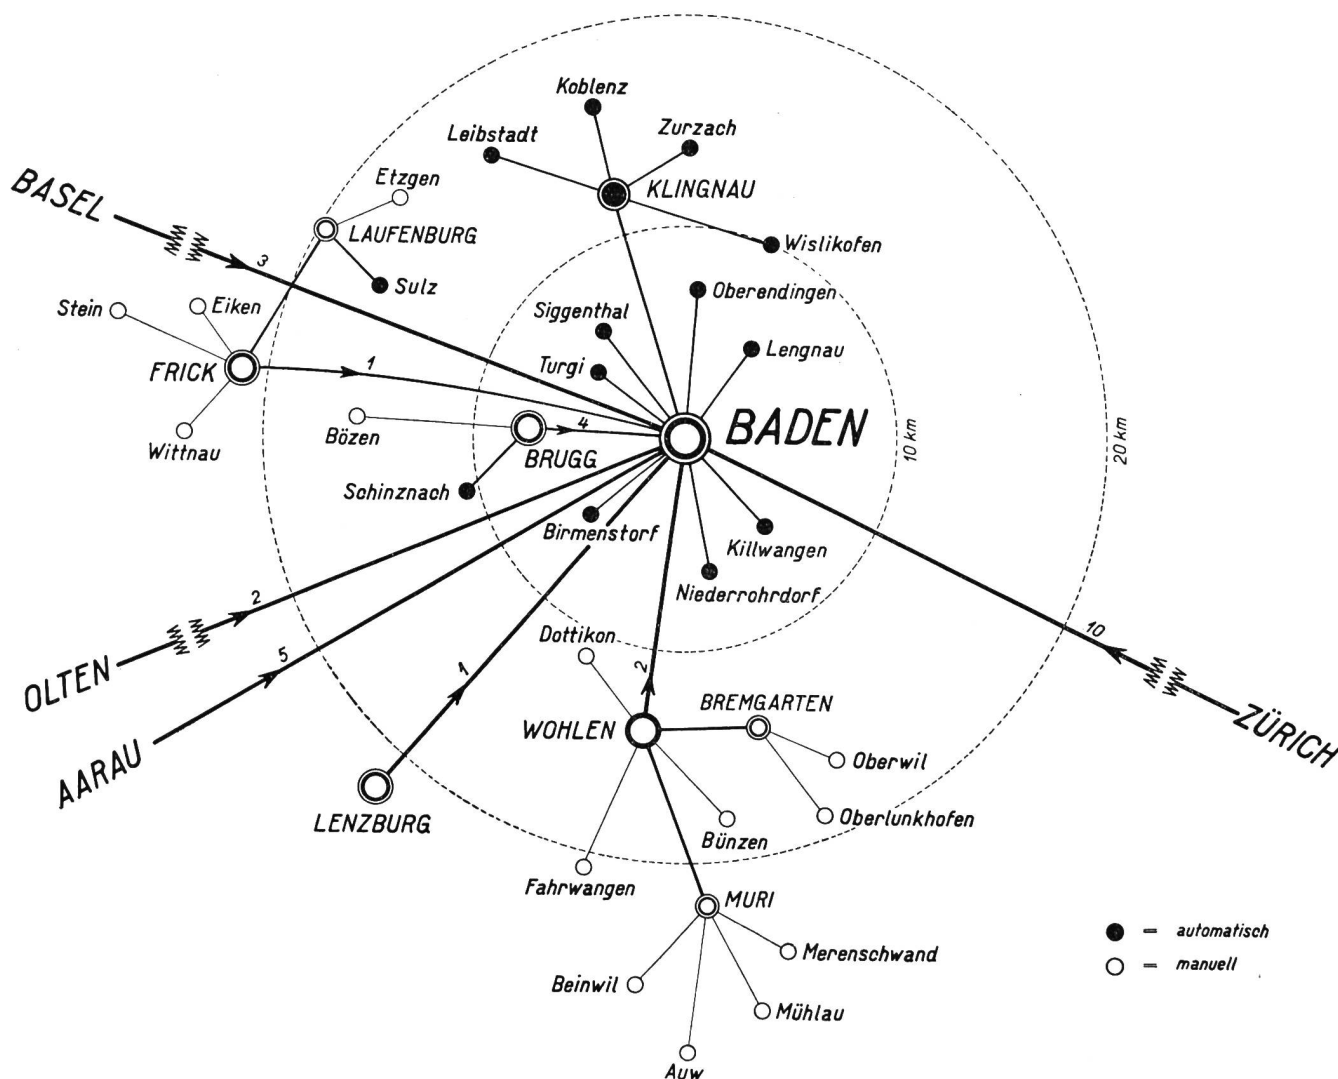 Koblenz
Zurzach
Leibstadt
KLINGNAU
Etzgen
BASEL
LAUFENBURG
Wislikofen
3
Sulz
Oberendingen
Stein
Eiken
Siggenthal
Lengnau
FRICK
1
Turgi
BADEN
Bözen
4
BRUGG
10 km
20 km
Wittnau
Schinznach
Birmenstorf
Killwangen
Niederrohrdorf
2
OLTEN
5
AARAU
1
Dottikon
2
10
ZÜRICH
WOHLEN
BREMGARTEN
Oberwil
LENZBURG
Oberlunkhofen
Bünzen
Fahrwangen
MURI
Merenschwand
Beinwil
Mühlau
Auw
= automatisch
= manuell